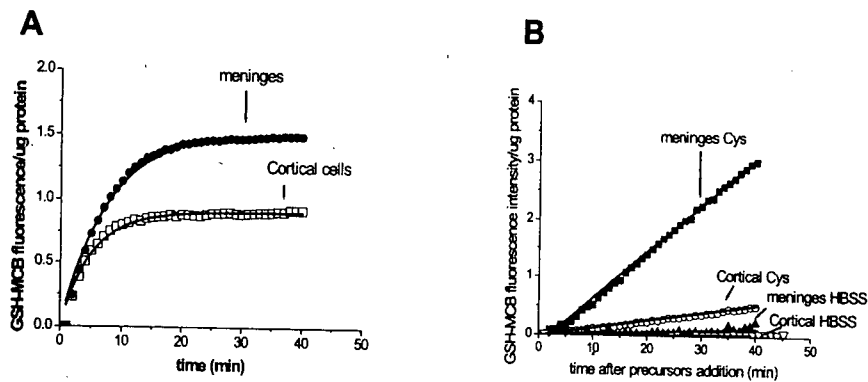 A
GSH-MCB fluorescence/ug protein
2.0
1.5
1.0
0.5
0.0
meninges
Cortical cells
0
10
20
30
40
50
time (min)
B
GSH-MCB fluorescence intensity/ug protein
4
3
2
1
0
meninges Cys
Cortical Cys
meninges HBSS
Cortical HBSS
0
10
20
30
40
50
time after precursors addition (min)